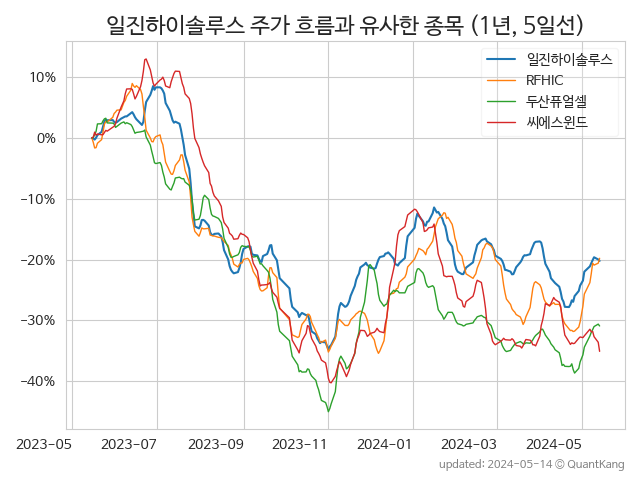 일진하이솔루스 주가 흐름과 유사한 종목 (1년, 5일선)
일진하이솔루스
RFHIC
두산퓨얼셀
씨에스윈드
10%
0%
−10%
−20%
−30%
−40%
2023-05 2023-07 2023-09 2023-11 2024-01 2024-03 2024-05
updated: 2024-05-14 © QuantKang